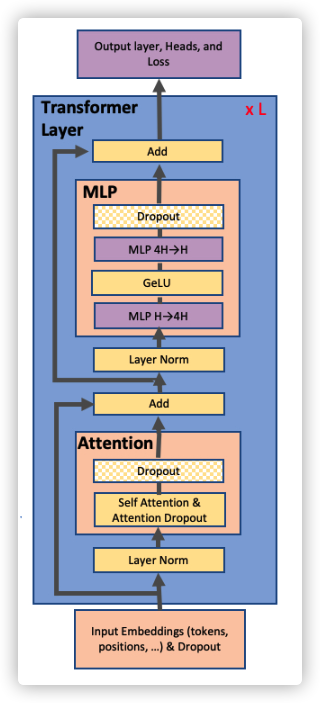 Output layer, Heads, and
Loss
Transformer
Layer
x L
Add
MLP
Dropout
MLP 4H→H
GeLU
MLP H→4H
Layer Norm
Add
Attention
Dropout
Self Attention &
Attention Dropout
Layer Norm
Input Embeddings (tokens,
positions, ...) & Dropout